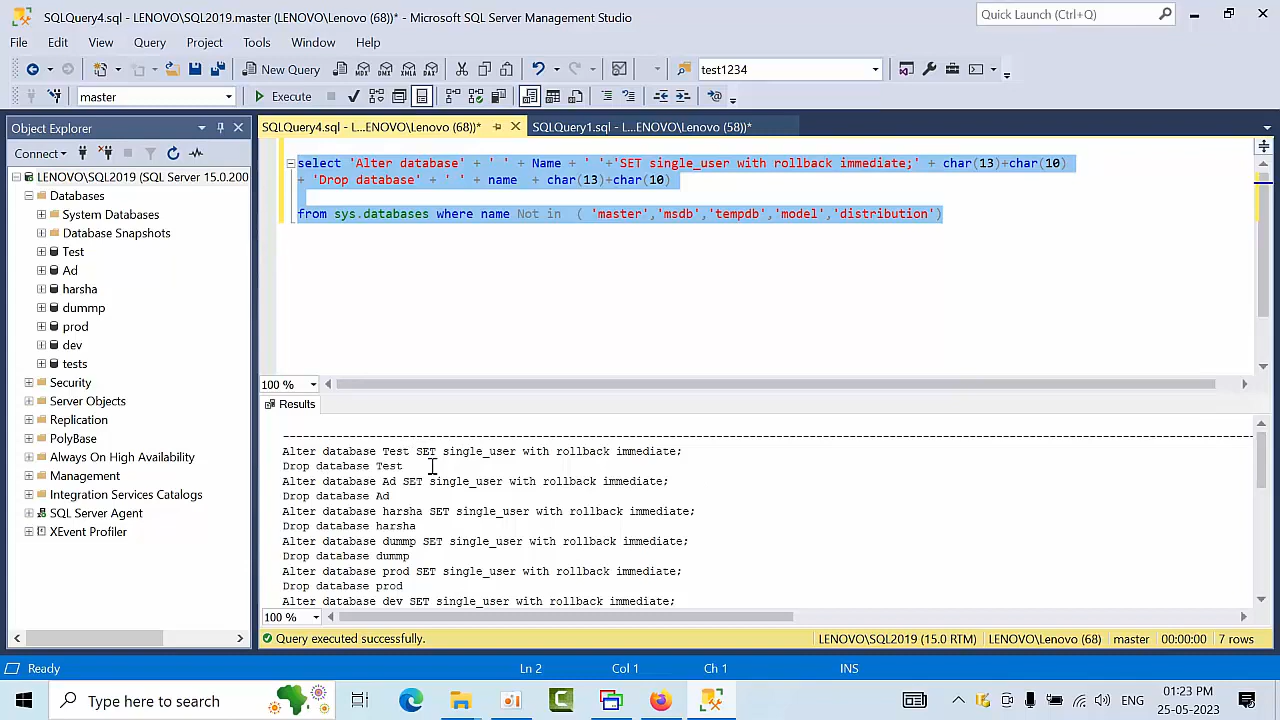 SQLQuery4.sql - LENOVO\SQL2019.master (LENOVO\Lenovo (68))* - Microsoft SQL Server Management Studio
Quick Launch (Ctrl+Q)
File Edit View Query Project Tools Window Help
New Query MDX DMX XMLA DAX test1234
master Execute
Object Explorer
SQLQuery4.sql - L...ENOVO\Lenovo (68))*
SQLQuery1.sql - L...ENOVO\Lenovo (58))*
Connect
LENOVO\SQL2019 (SQL Server 15.0.200
Databases
System Databases
Database Snapshots
Test
Ad
harsha
dummp
prod
dev
tests
Security
Server Objects
Replication
PolyBase
Always On High Availability
Management
Integration Services Catalogs
SQL Server Agent
XEvent Profiler
select 'Alter database' + ' ' + Name + ' '+'SET single_user with rollback immediate;' + char(13)+char(10)
+ 'Drop database' + ' ' + name + char(13)+char(10)
from sys.databases where name Not in ( 'master','msdb','tempdb','model','distribution')
100 %
Results
--------------------------------------------------------------------------------------------------------------------------------------------------
Alter database Test SET single_user with rollback immediate;
Drop database Test
Alter database Ad SET single_user with rollback immediate;
Drop database Ad
Alter database harsha SET single_user with rollback immediate;
Drop database harsha
Alter database dummp SET single_user with rollback immediate;
Drop database dummp
Alter database prod SET single_user with rollback immediate;
Drop database prod
Alter database dev SET single_user with rollback immediate;
100 %
Query executed successfully. LENOVO\SQL2019 (15.0 RTM) LENOVO\Lenovo (68) master 00:00:00 7 rows
Ready Ln 2 Col 1 Ch 1 INS
Type here to search
ENG
01:23 PM
25-05-2023